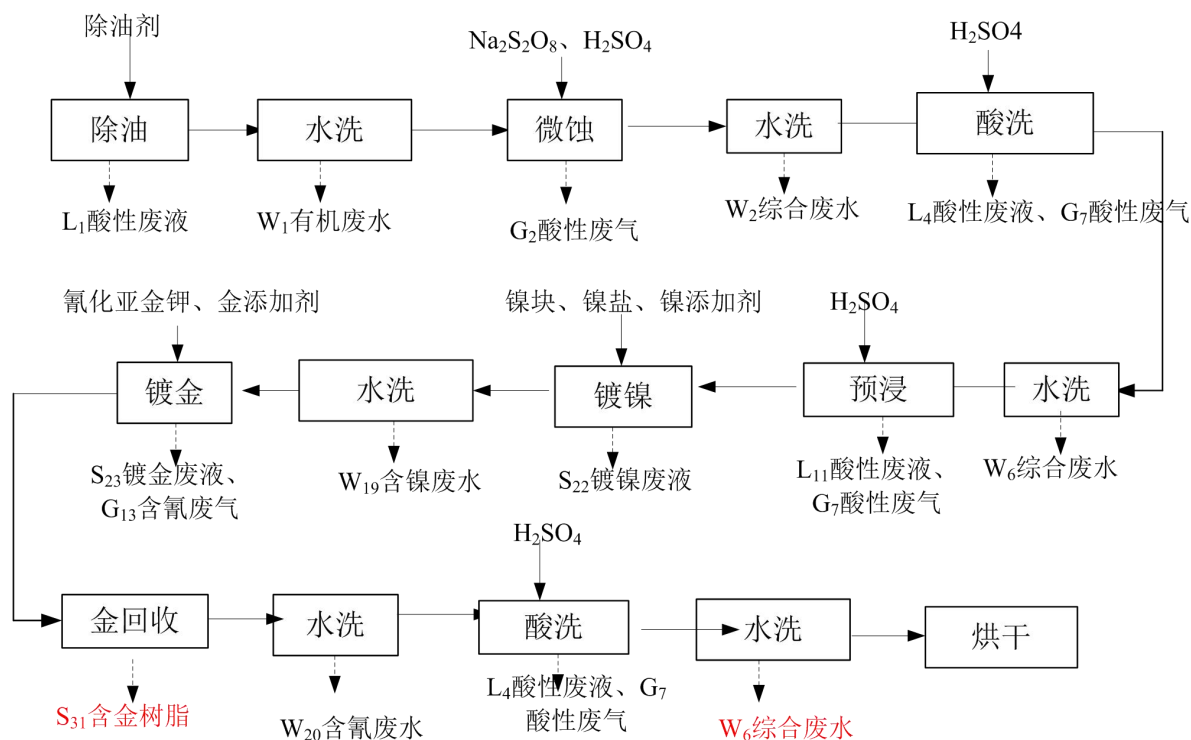 除油剂
Na₂S₂O₈、H₂SO₄
H₂SO4
除油
水洗
微蚀
水洗
酸洗
L₁酸性废液
W₁有机废水
G₂酸性废气
W₂综合废水
L₄酸性废液、G₇酸性废气
氰化亚金钾、金添加剂
镍块、镍盐、镍添加剂
H₂SO₄
镀金
水洗
镀镍
预浸
水洗
S₂₃镀金废液、
G₁₃含氰废气
W₁₉含镍废水
S₂₂镀镍废液
L₁₁酸性废液、
G₇酸性废气
W₆综合废水
H₂SO₄
金回收
水洗
酸洗
水洗
烘干
S₃₁含金树脂
W₂₀含氰废水
L₄酸性废液、G₇
酸性废气
W₆综合废水